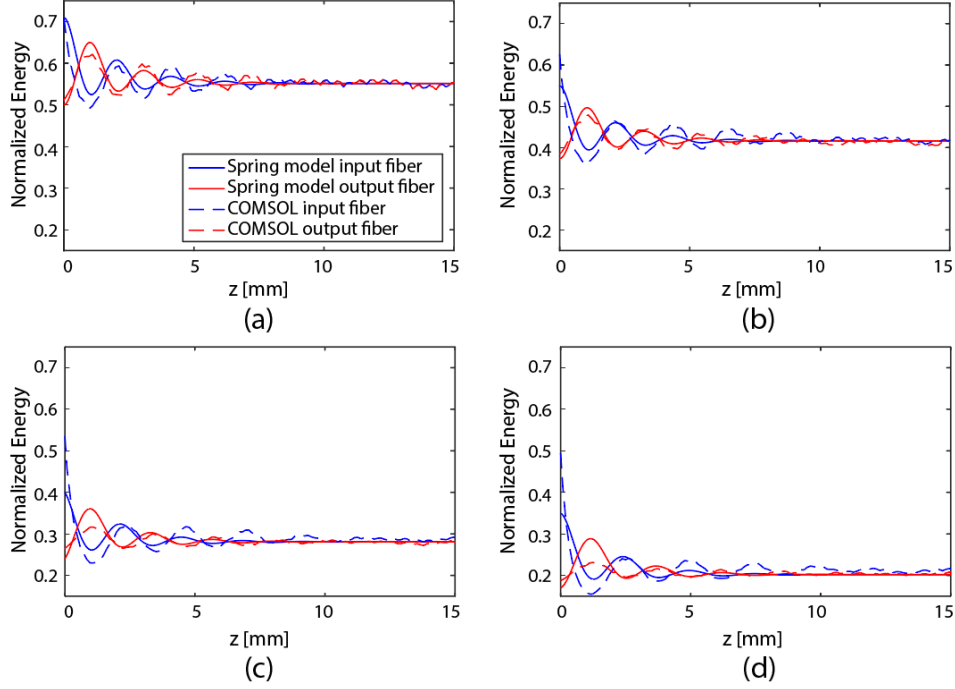 0.7
0.6
0.5
0.4
0.3
0.2
Normalized Energy
Spring model input fiber
Spring model output fiber
COMSOL input fiber
COMSOL output fiber
0 5 10 15
z [mm]
(a)
0.7
0.6
0.5
0.4
0.3
0.2
Normalized Energy
0 5 10 15
z [mm]
(b)
0.7
0.6
0.5
0.4
0.3
0.2
Normalized Energy
0 5 10 15
z [mm]
(c)
0.7
0.6
0.5
0.4
0.3
0.2
Normalized Energy
0 5 10 15
z [mm]
(d)